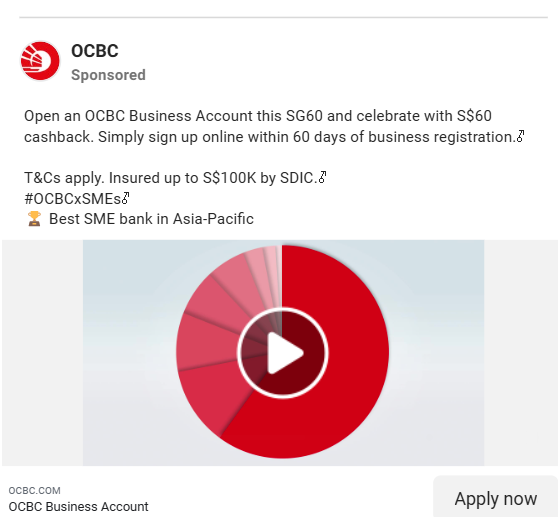 OCBC
Sponsored
Open an OCBC Business Account this SG60 and celebrate with S$60
cashback. Simply sign up online within 60 days of business registration.
T&Cs apply. Insured up to S$100K by SDIC.
#OCBCxSMEs
🏆 Best SME bank in Asia-Pacific
OCBC.COM
OCBC Business Account
Apply now